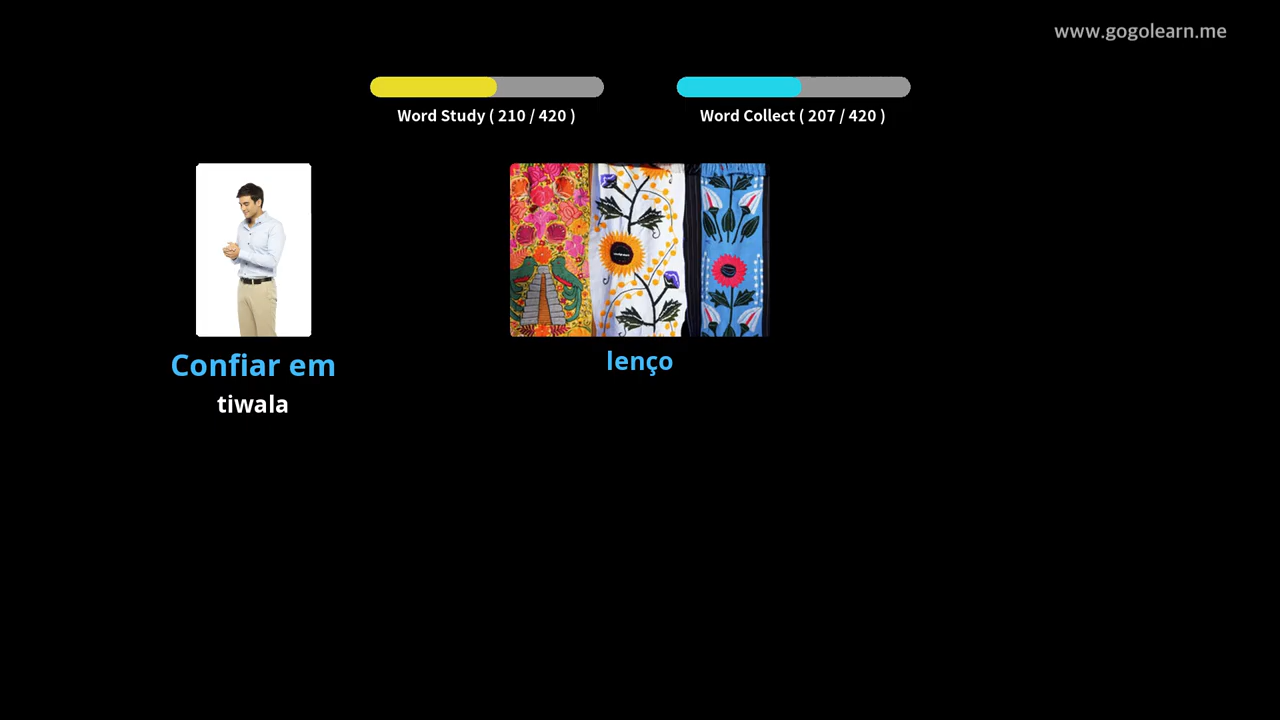 www.gogolearn.me
Word Study ( 210 / 420 )
Word Collect ( 207 / 420 )
Confiar em
tiwala
lenço